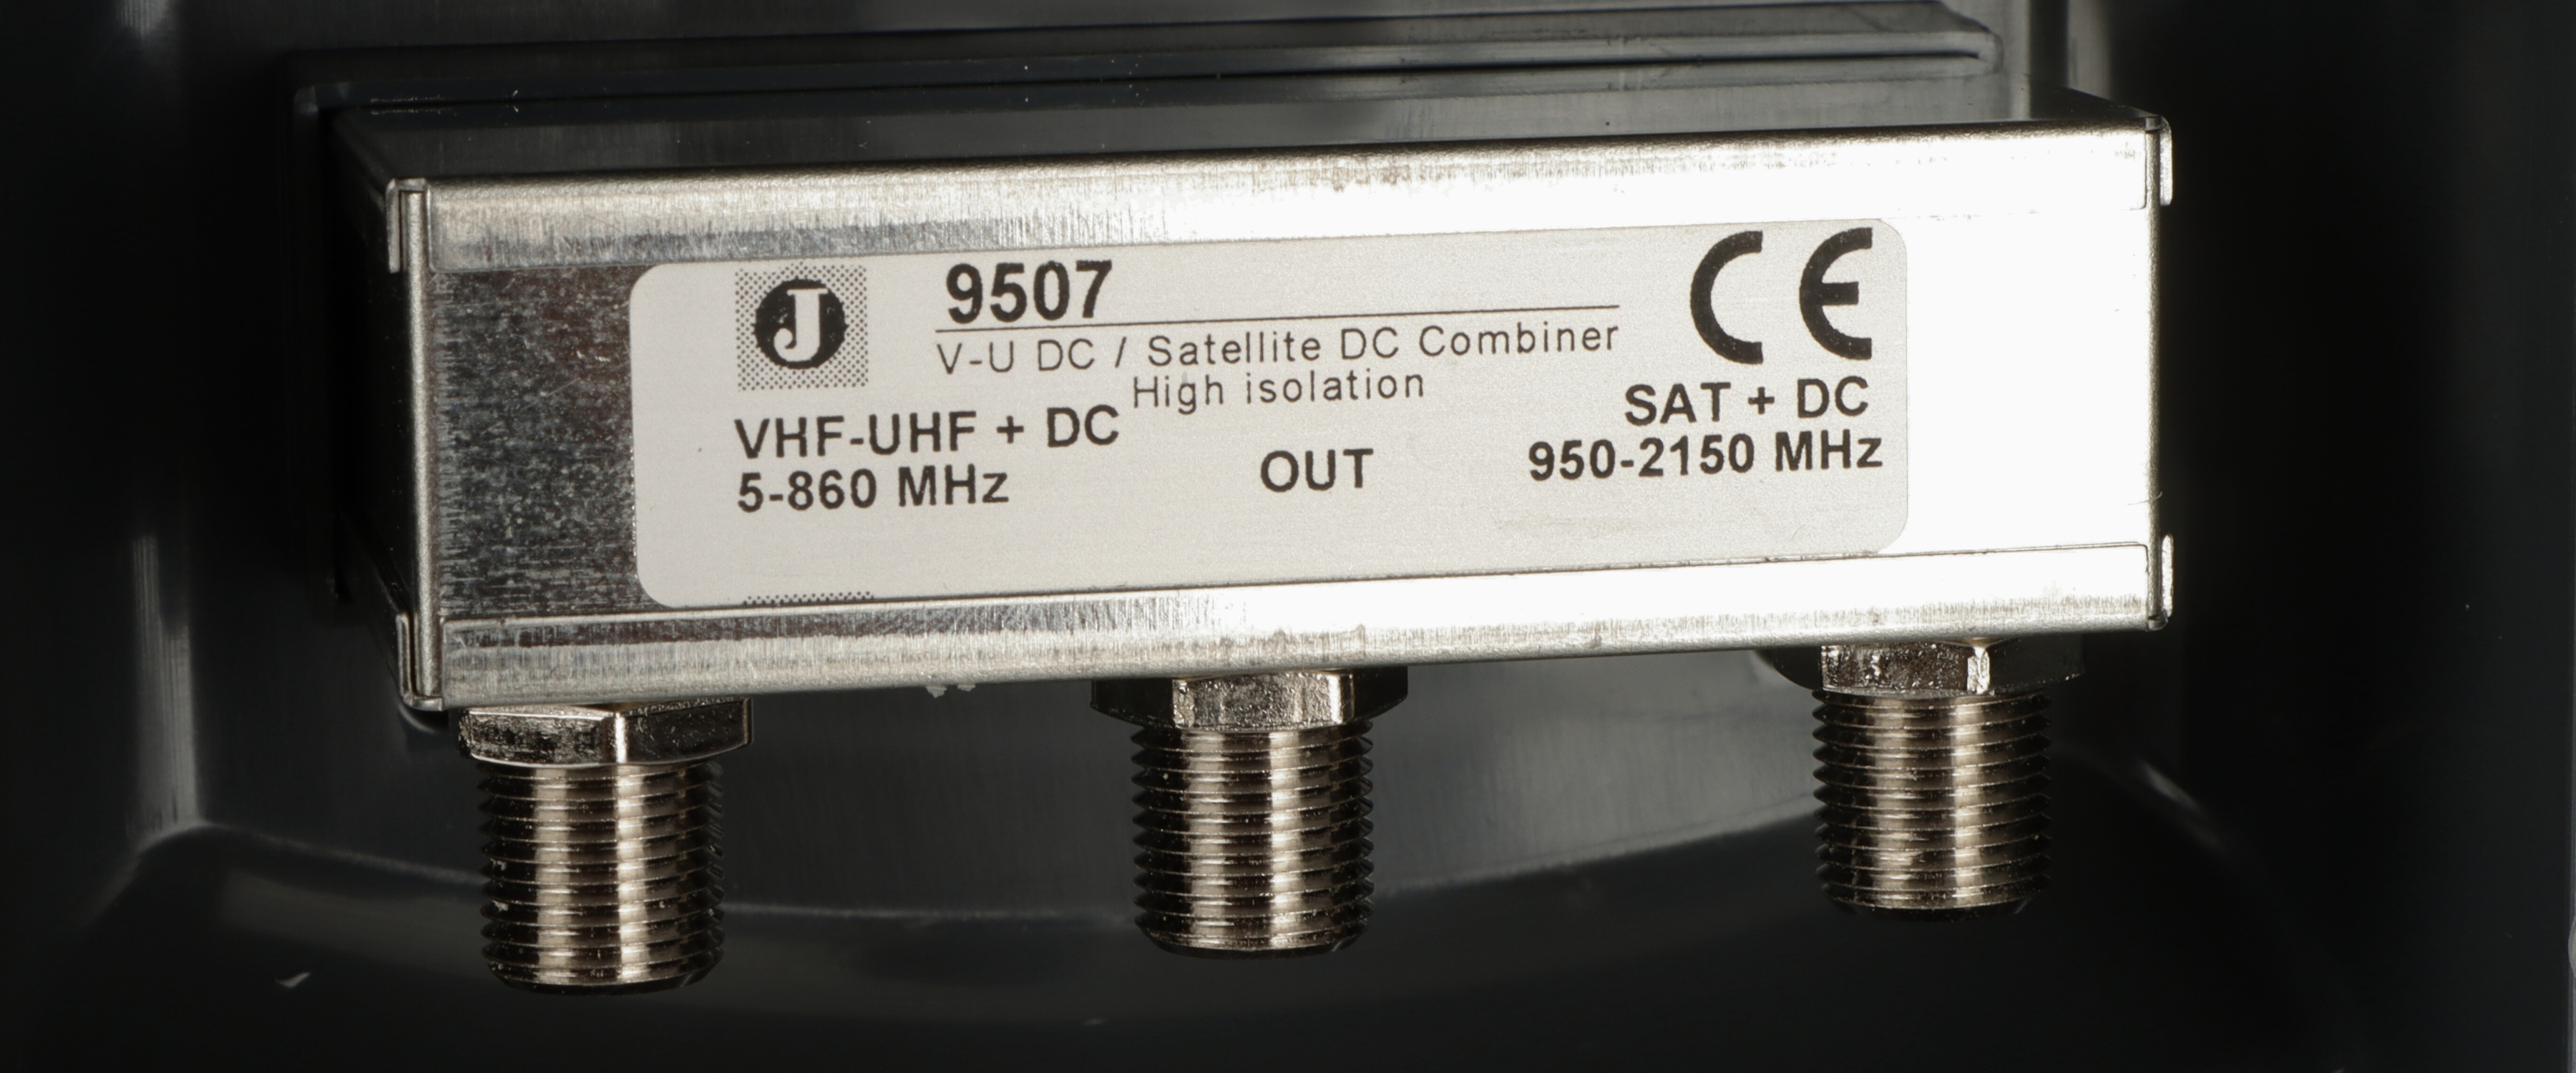 J
9507
CE
V-U DC / Satellite DC Combiner
High isolation
VHF-UHF + DC
5-860 MHz
OUT
SAT + DC
950-2150 MHz